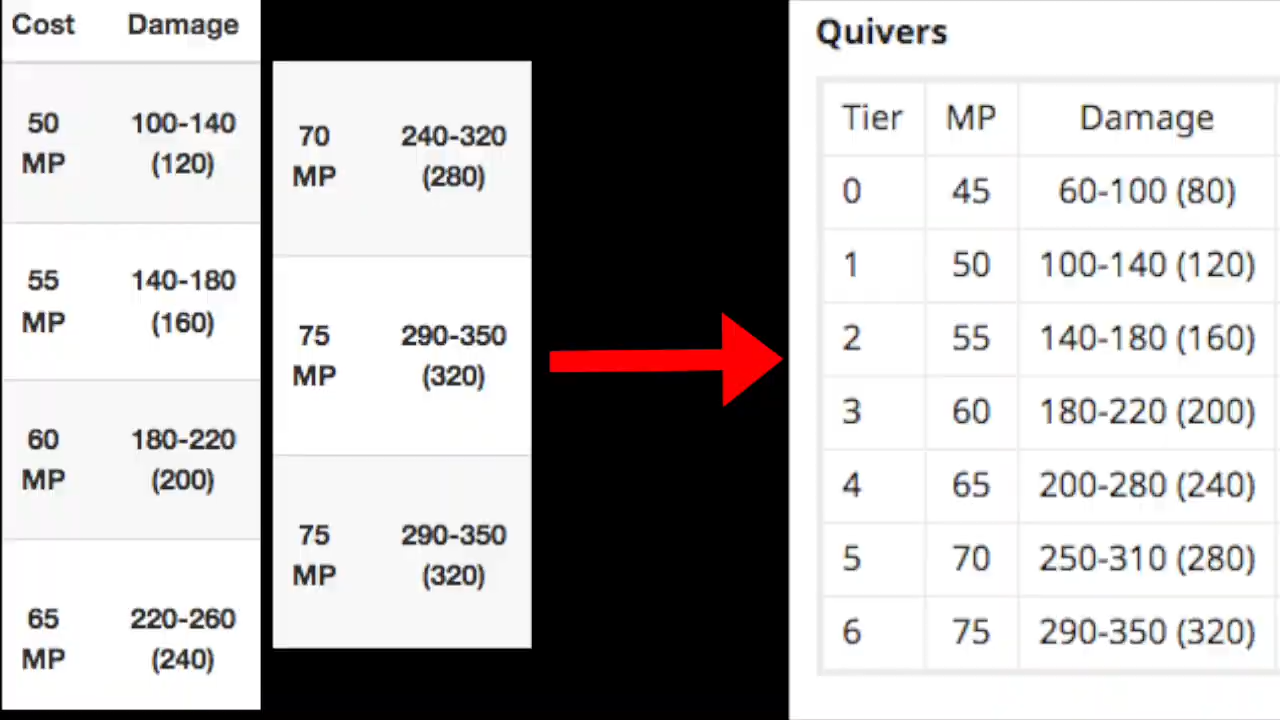 Cost Damage
50 100-140
MP (120)
55 140-180
MP (160)
60 180-220
MP (200)
65 220-260
MP (240)
70 240-320
MP (280)
75 290-350
MP (320)
75 290-350
MP (320)
Quivers
Tier MP Damage
0 45 60-100 (80)
1 50 100-140 (120)
2 55 140-180 (160)
3 60 180-220 (200)
4 65 200-280 (240)
5 70 250-310 (280)
6 75 290-350 (320)